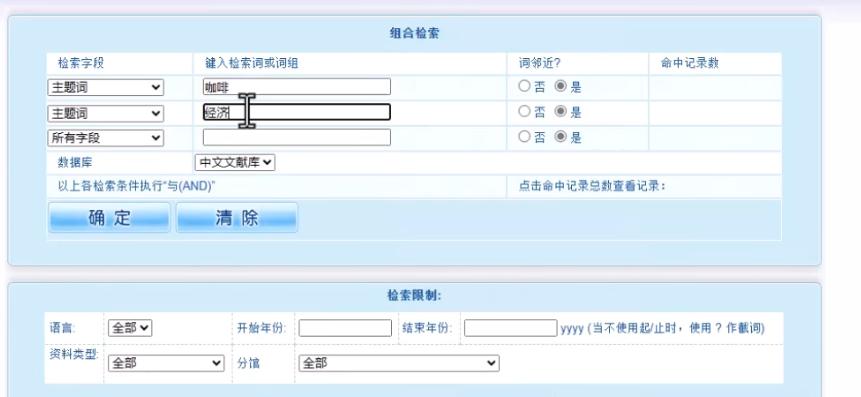 组合检索
检索字段 键入检索词或词组 词邻近? 命中记录数
主题词 咖啡 否 是
主题词 经济 否 是
所有字段 否 是
数据库 中文文献库
以上各检索条件执行"与(AND)" 点击命中记录总数查看记录:
确定 清除
检索限制:
语言: 全部 开始年份: 结束年份: yyyy (当不使用起/止时,使用 ? 作截词)
资料类型: 全部 分馆 全部